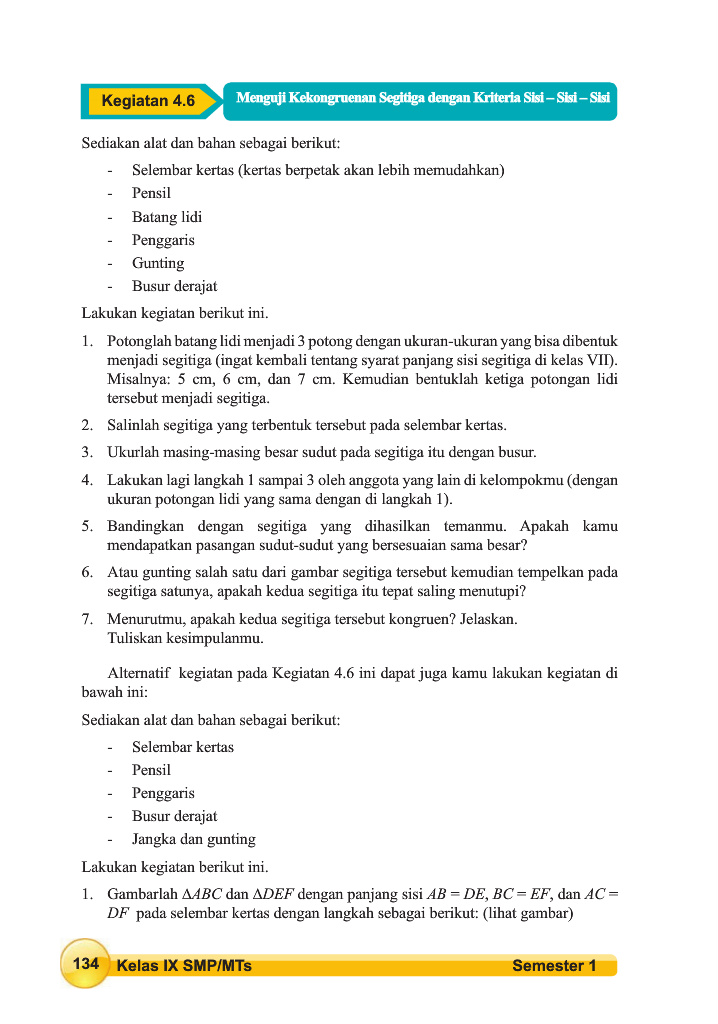 Kegiatan 4.6
Menguji Kekongruenan Segitiga dengan Kriteria Sisi – Sisi – Sisi
Sediakan alat dan bahan sebagai berikut:
- Selembar kertas (kertas berpetak akan lebih memudahkan)
- Pensil
- Batang lidi
- Penggaris
- Gunting
- Busur derajat
Lakukan kegiatan berikut ini.
1. Potonglah batang lidi menjadi 3 potong dengan ukuran-ukuran yang bisa dibentuk
menjadi segitiga (ingat kembali tentang syarat panjang sisi segitiga di kelas VII).
Misalnya: 5 cm, 6 cm, dan 7 cm. Kemudian bentuklah ketiga potongan lidi
tersebut menjadi segitiga.
2. Salinlah segitiga yang terbentuk tersebut pada selembar kertas.
3. Ukurlah masing-masing besar sudut pada segitiga itu dengan busur.
4. Lakukan lagi langkah 1 sampai 3 oleh anggota yang lain di kelompokmu (dengan
ukuran potongan lidi yang sama dengan di langkah 1).
5. Bandingkan dengan segitiga yang dihasilkan temanmu. Apakah kamu
mendapatkan pasangan sudut-sudut yang bersesuaian sama besar?
6. Atau gunting salah satu dari gambar segitiga tersebut kemudian tempelkan pada
segitiga satunya, apakah kedua segitiga itu tepat saling menutupi?
7. Menurutmu, apakah kedua segitiga tersebut kongruen? Jelaskan.
Tuliskan kesimpulanmu.
Alternatif kegiatan pada Kegiatan 4.6 ini dapat juga kamu lakukan kegiatan di
bawah ini:
Sediakan alat dan bahan sebagai berikut:
- Selembar kertas
- Pensil
- Penggaris
- Busur derajat
- Jangka dan gunting
Lakukan kegiatan berikut ini.
1. Gambarlah ∆ABC dan ∆DEF dengan panjang sisi AB = DE, BC = EF, dan AC =
DF pada selembar kertas dengan langkah sebagai berikut: (lihat gambar)
134 Kelas IX SMP/MTs Semester 1